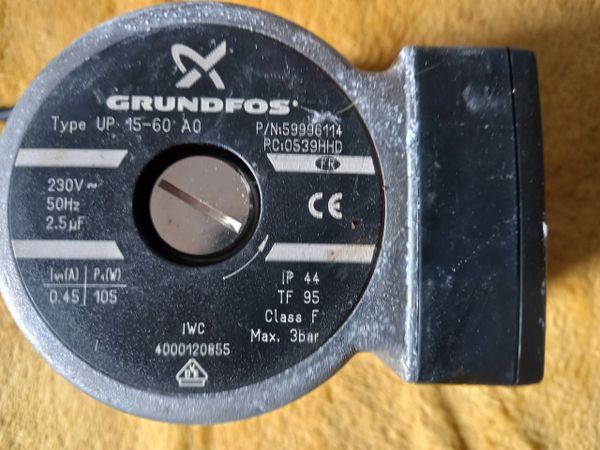 GRUNDFOS
Type UP 15-60 AO
P/N:59996114
PC:0539HHD
FR
230V~
50Hz
2.5µF
CE
I₁/₁(A) P₁(W)
0.45 105
IP 44
TF 95
Class F
Max. 3bar
IWC
4000120855